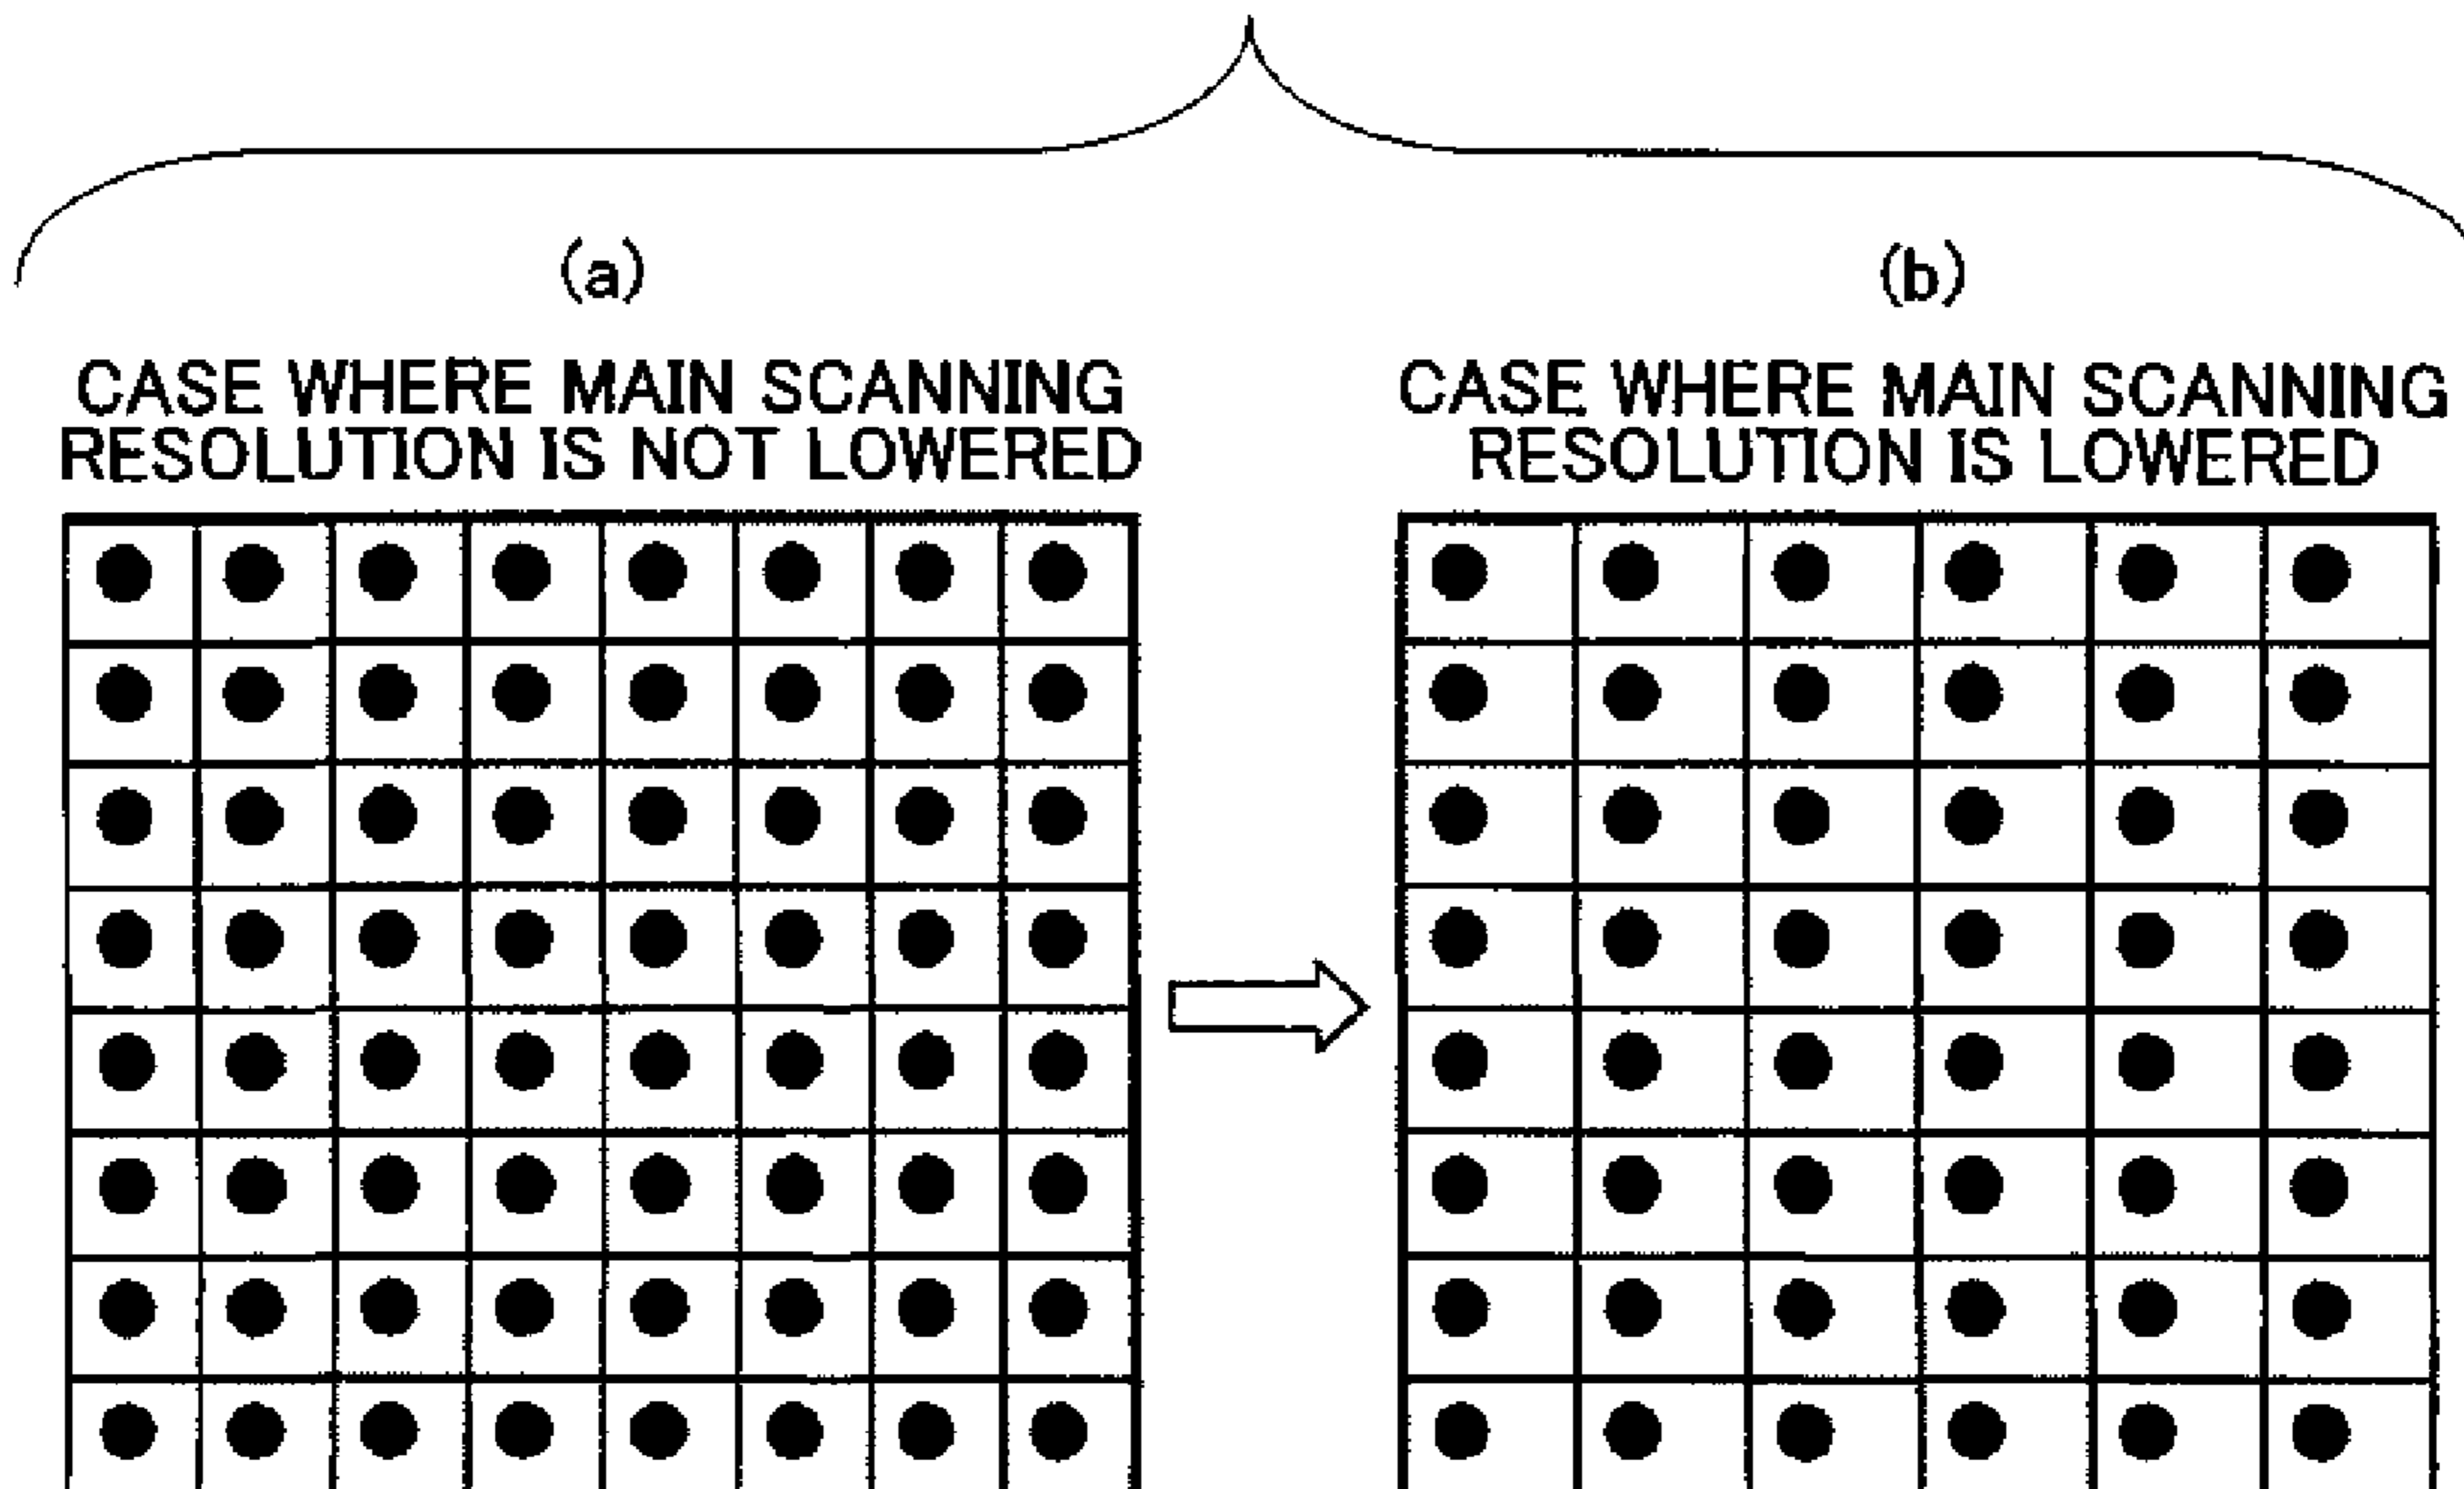 (a)
CASE WHERE MAIN SCANNING
RESOLUTION IS NOT LOWERED
(b)
CASE WHERE MAIN SCANNING
RESOLUTION IS LOWERED